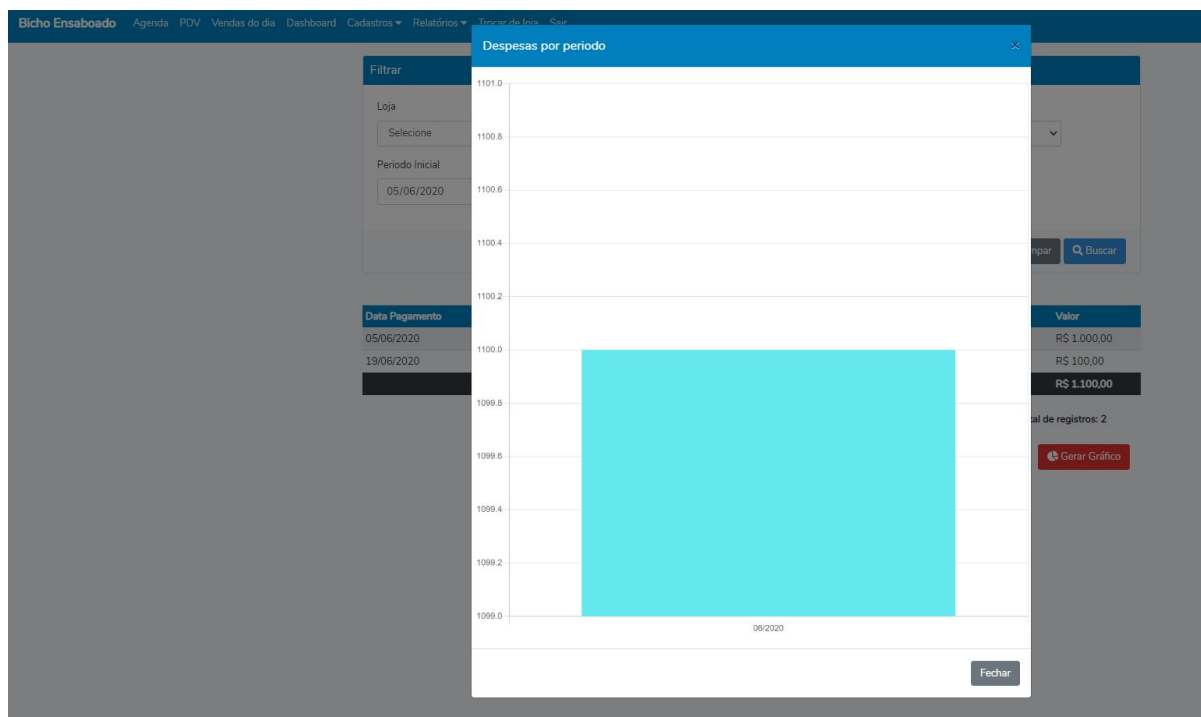 Bicho Ensaboado Agenda PDV Vendas do dia Dashboard Cadastros Relatórios Trocar de loja Sair
Despesas por periodo ×
Filtrar
Loja
Selecione
Periodo Inicial
05/06/2020
Buscar
Data Pagamento Valor
05/06/2020 R$ 1.000,00
19/06/2020 R$ 100,00
R$ 1.100,00
de registros: 2
Gerar Gráfico
1101.0
1100.8
1100.6
1100.4
1100.2
1100.0
1099.8
1099.6
1099.4
1099.2
1099.0
06/2020
Fechar